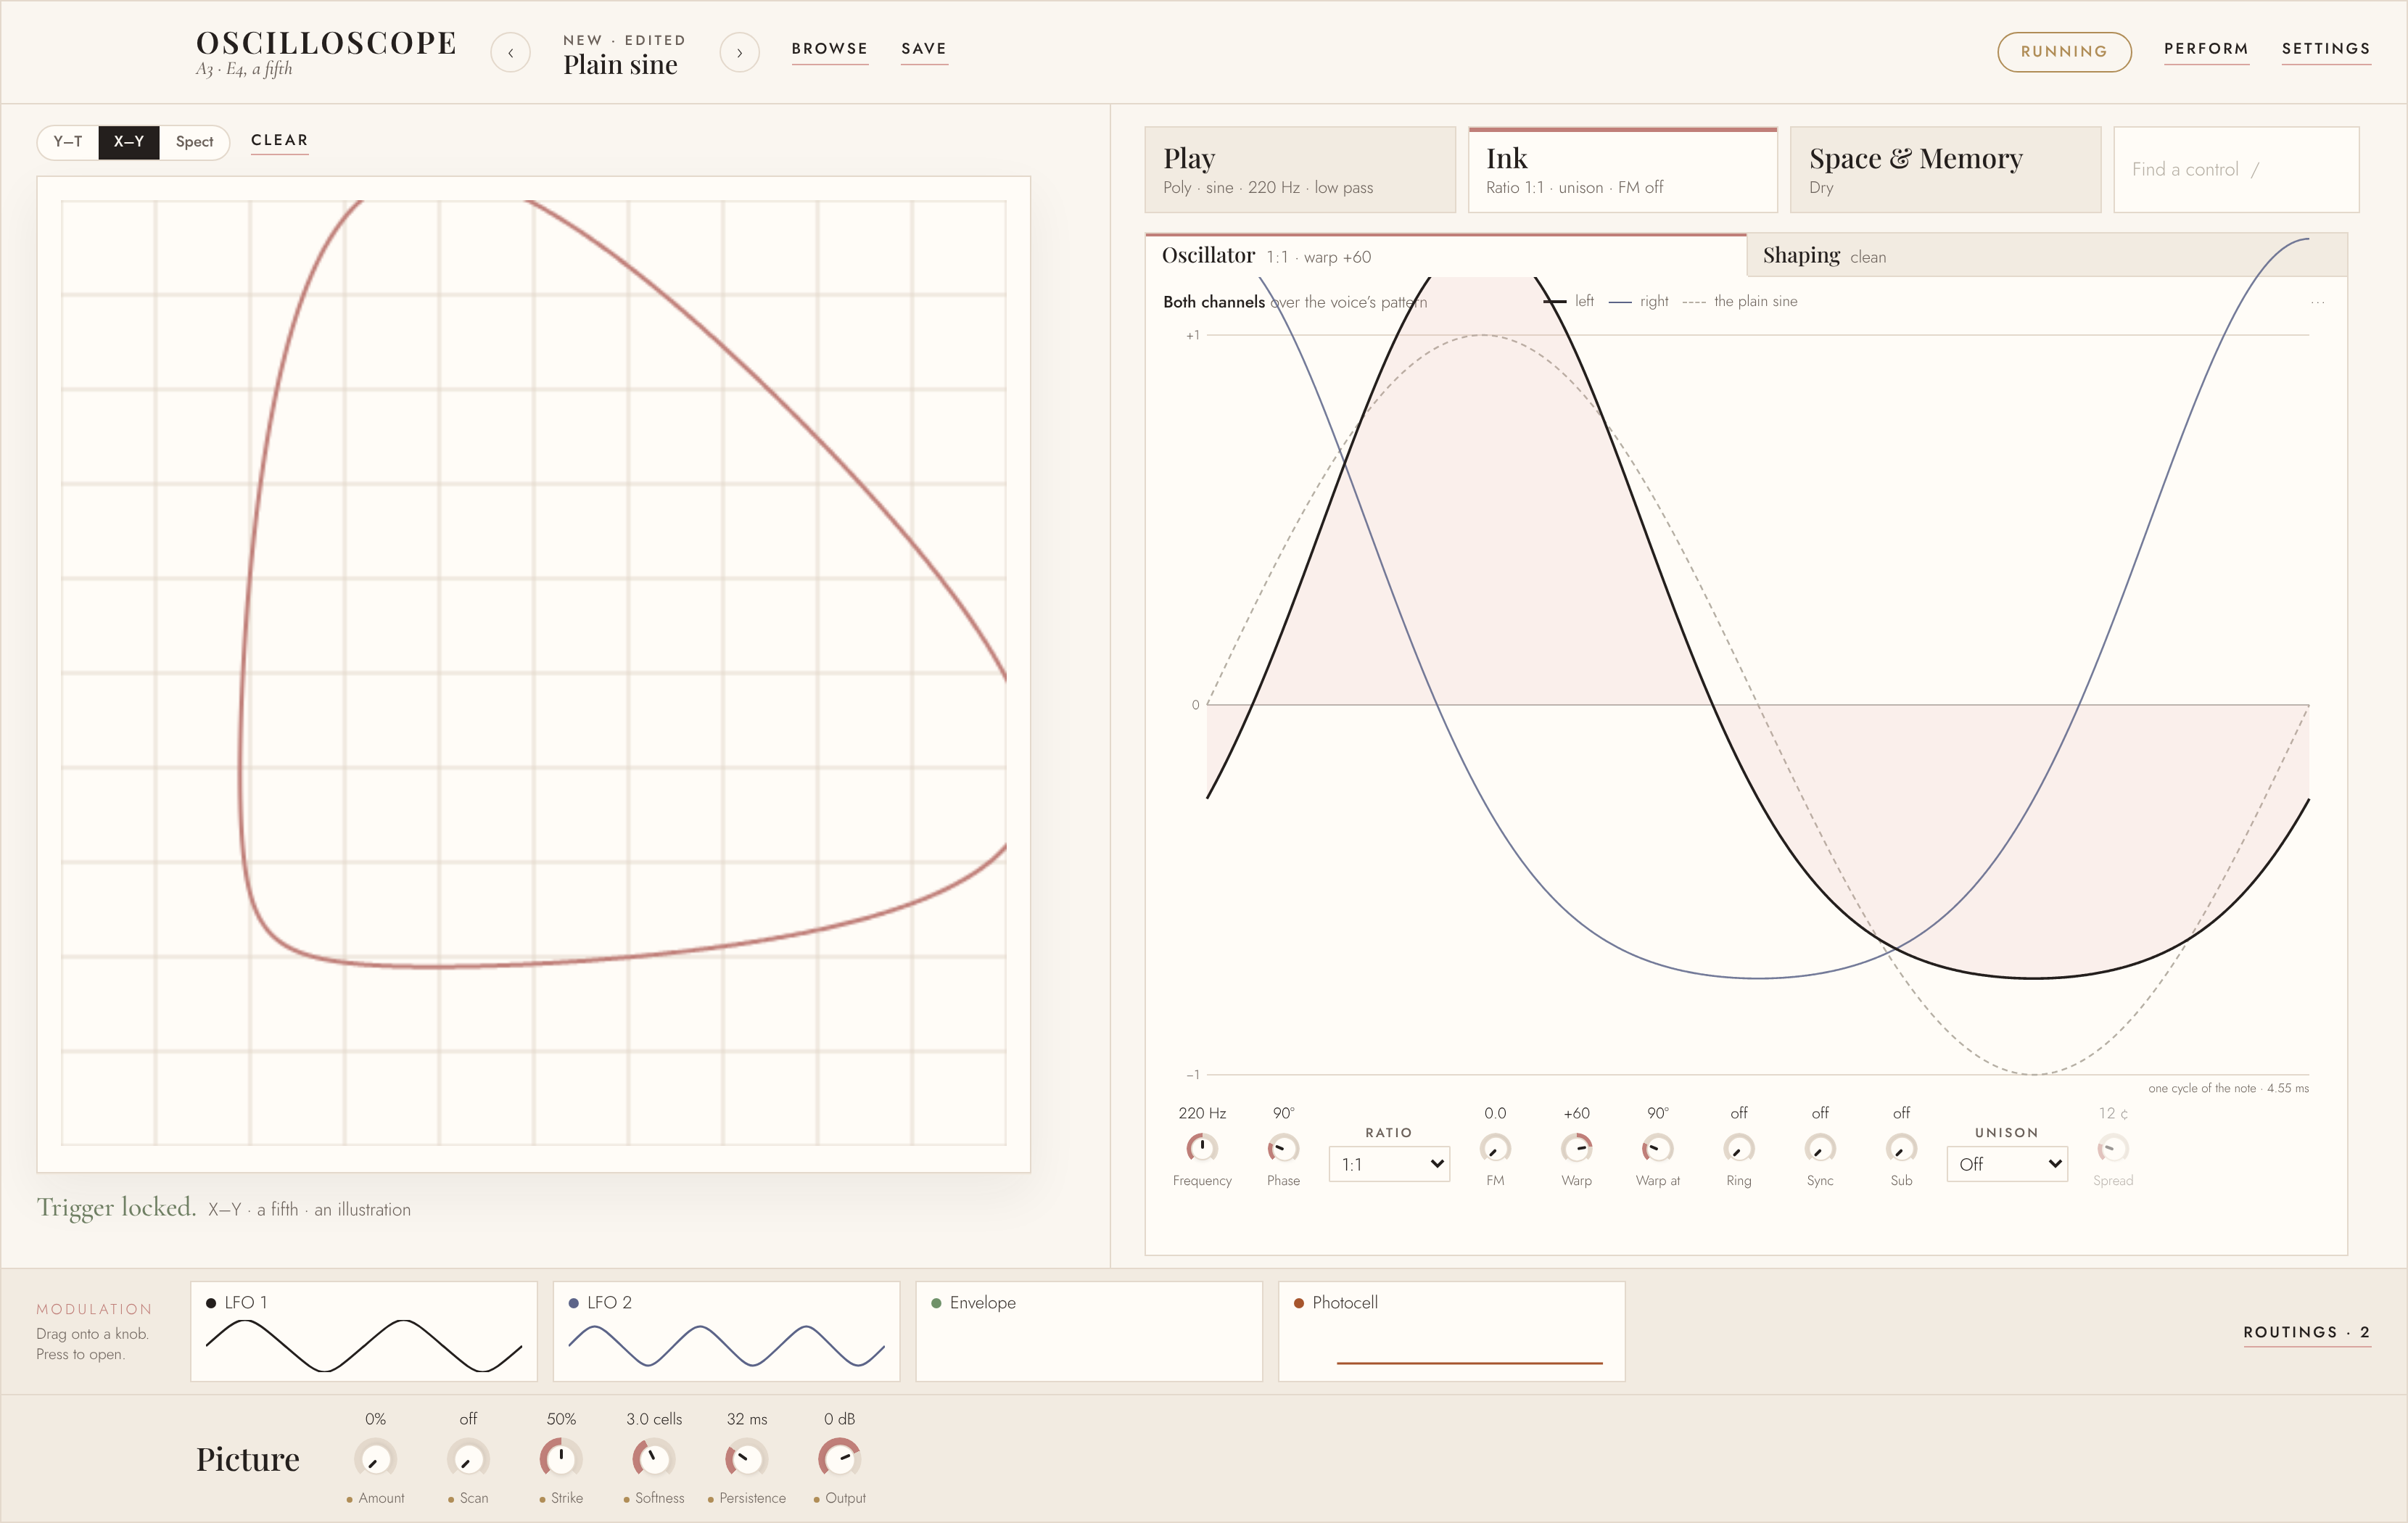 OSCILLOSCOPE
A3 · E4, a fifth
‹
NEW · EDITED
Plain sine
›
BROWSE
SAVE
RUNNING
PERFORM
SETTINGS
Y–T
X–Y
Spect
CLEAR
Trigger locked. X–Y · a fifth · an illustration
Play
Poly · sine · 220 Hz · low pass
Ink
Ratio 1:1 · unison · FM off
Space & Memory
Dry
Find a control /
Oscillator 1:1 · warp +60
Shaping clean
Both channels over the voice’s pattern
left
right
the plain sine
...
+1
0
−1
one cycle of the note · 4.55 ms
220 Hz
Frequency
90°
Phase
RATIO
1:1
0.0
FM
+60
Warp
90°
Warp at
off
Ring
off
Sync
off
Sub
UNISON
Off
12 ¢
Spread
MODULATION
Drag onto a knob.
Press to open.
LFO 1
LFO 2
Envelope
Photocell
ROUTINGS · 2
Picture
0%
Amount
off
Scan
50%
Strike
3.0 cells
Softness
32 ms
Persistence
0 dB
Output